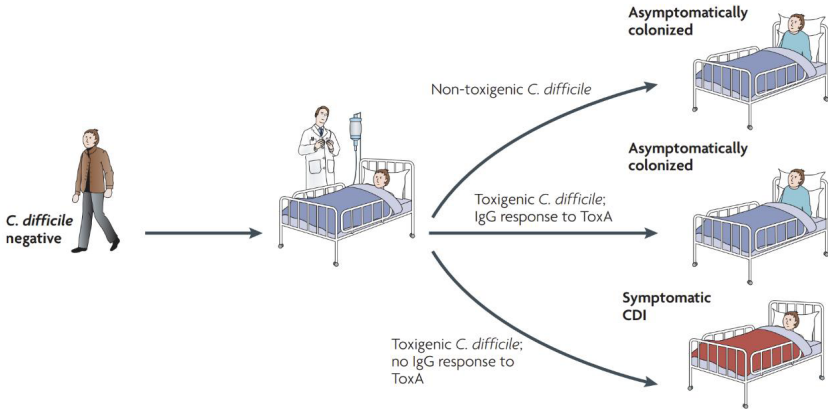 C. difficile
negative
Non-toxigenic C. difficile
Asymptomatically
colonized
Toxigenic C. difficile;
IgG response to ToxA
Asymptomatically
colonized
Toxigenic C. difficile;
no IgG response to
ToxA
Symptomatic
CDI